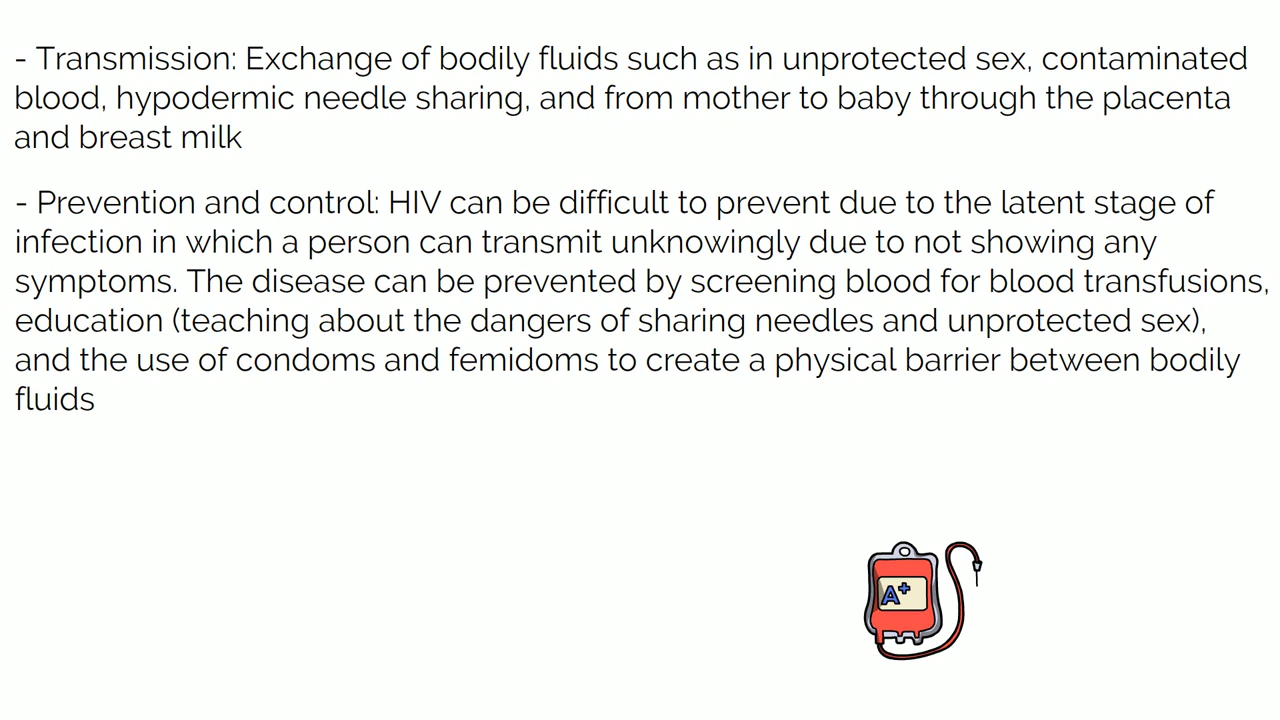 - Transmission: Exchange of bodily fluids such as in unprotected sex, contaminated
blood, hypodermic needle sharing, and from mother to baby through the placenta
and breast milk
- Prevention and control: HIV can be difficult to prevent due to the latent stage of
infection in which a person can transmit unknowingly due to not showing any
symptoms. The disease can be prevented by screening blood for blood transfusions,
education (teaching about the dangers of sharing needles and unprotected sex),
and the use of condoms and femidoms to create a physical barrier between bodily
fluids
A+